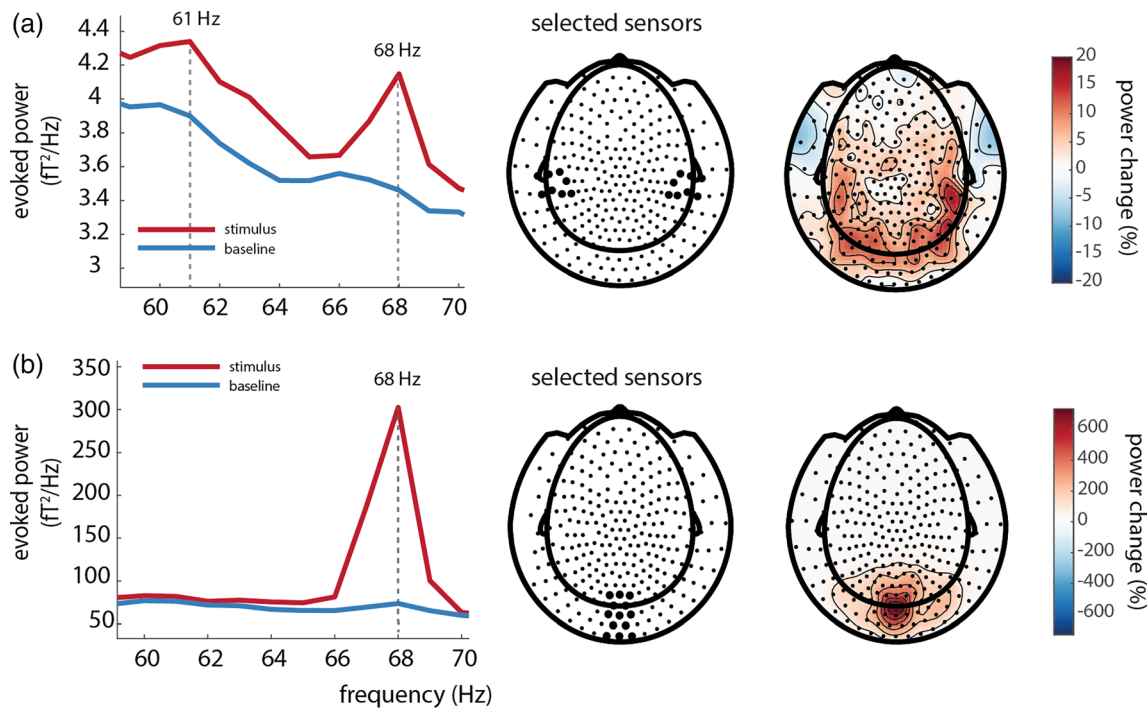 (a)
61 Hz
68 Hz
4.4
4.2
4
3.8
3.6
3.4
3.2
3
evoked power
(fT²/Hz)
stimulus
baseline
60 62 64 66 68 70
selected sensors
20
15
10
5
0
-5
-10
-15
-20
power change (%)
(b)
stimulus
baseline
68 Hz
350
300
250
200
150
100
50
evoked power
(fT²/Hz)
60 62 64 66 68 70
frequency (Hz)
selected sensors
600
400
200
0
-200
-400
-600
power change (%)